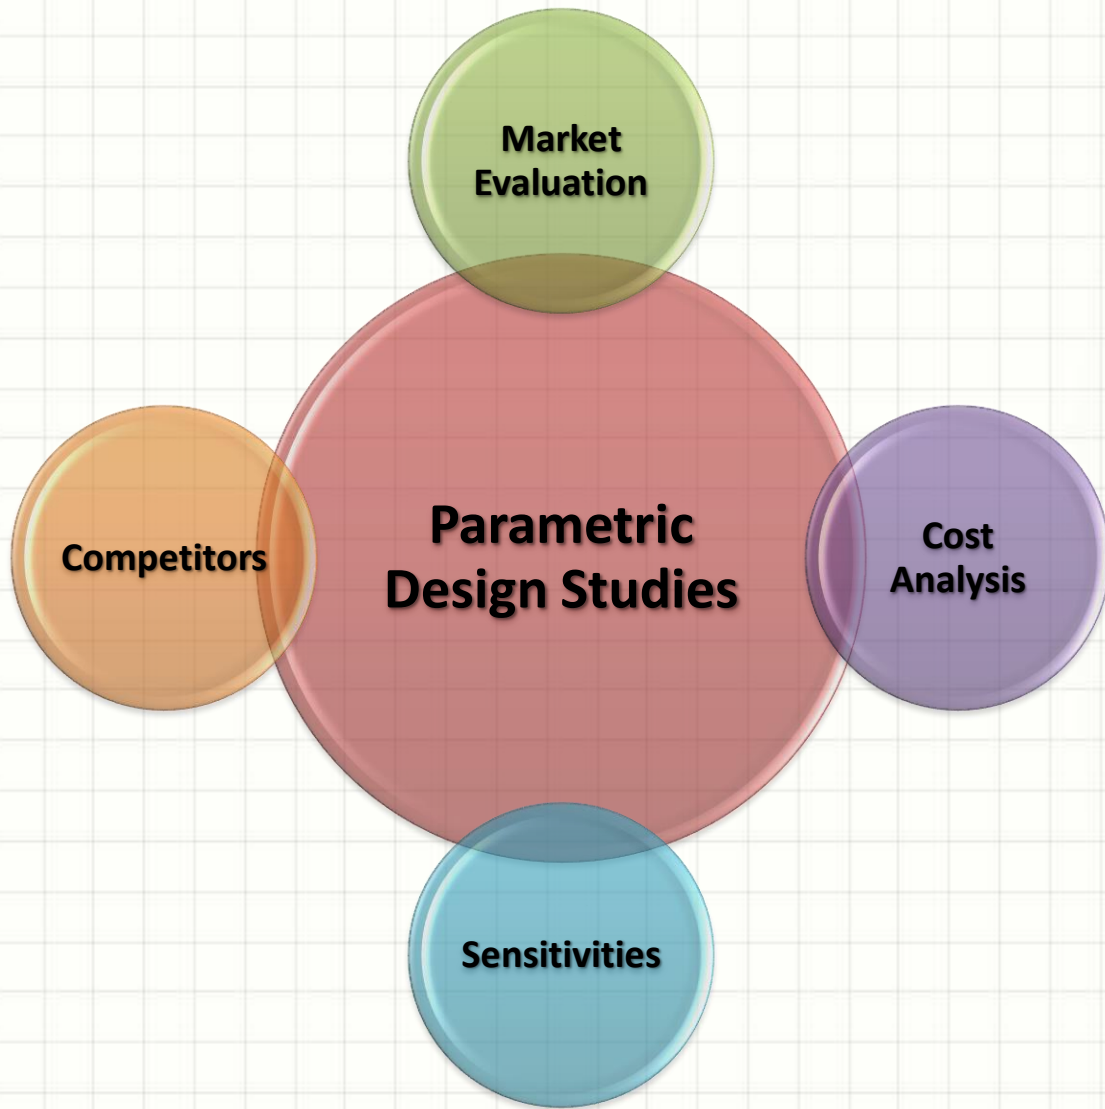 Market
Evaluation
Competitors
Parametric
Design Studies
Cost
Analysis
Sensitivities